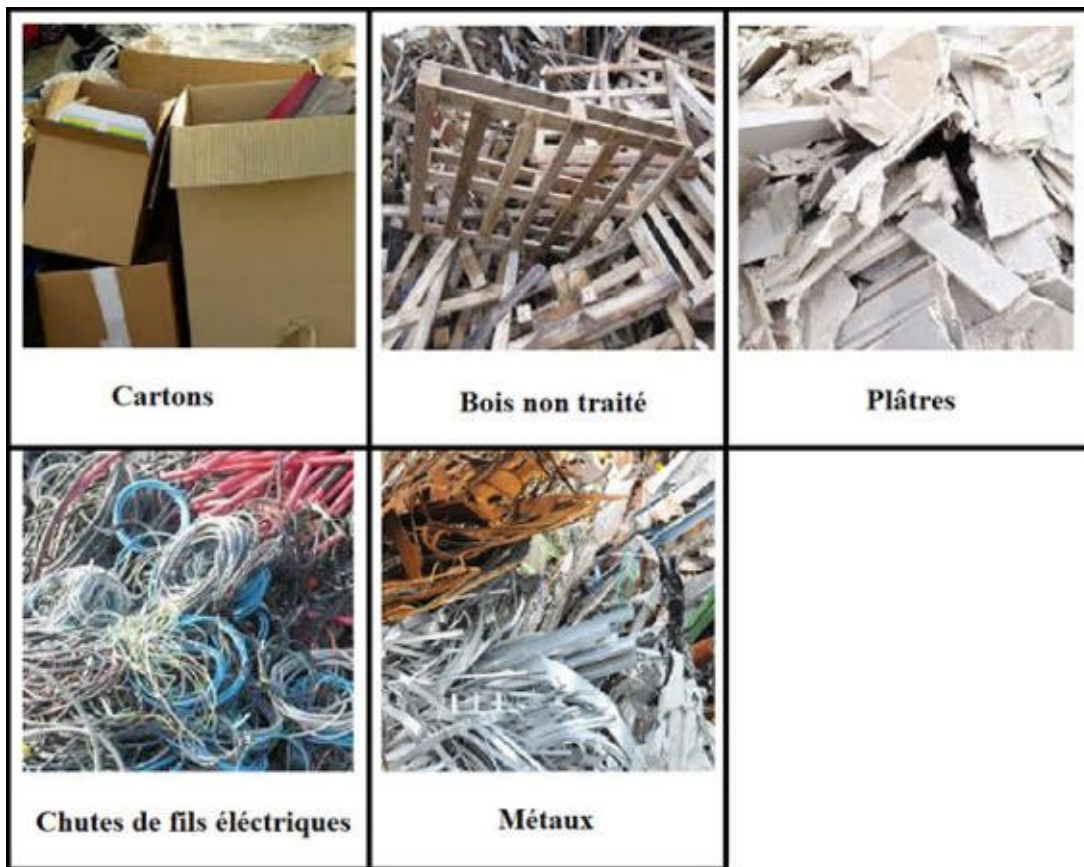 Cartons
Bois non traité
Plâtres
Chutes de fils éléctriques
Métaux